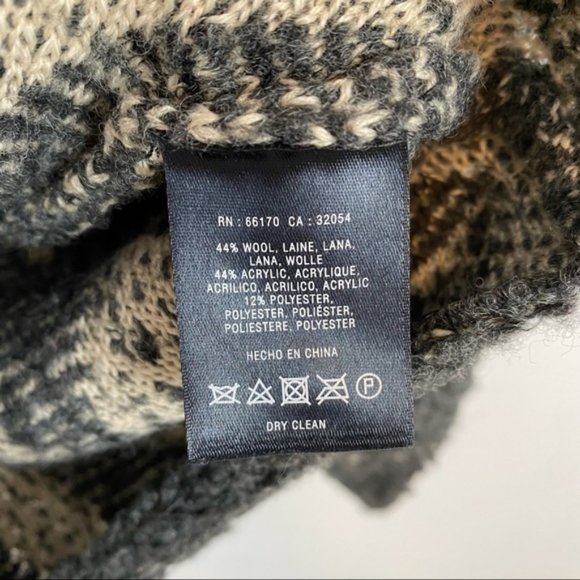 RN : 66170 CA : 32054
44% WOOL, LAINE, LANA,
LANA, WOLLE
44% ACRYLIC, ACRYLIQUE,
ACRILICO, ACRILICO, ACRYLIC
12% POLYESTER,
POLYESTER, POLIÉSTER,
POLIESTERE, POLYESTER
HECHO EN CHINA
P
DRY CLEAN